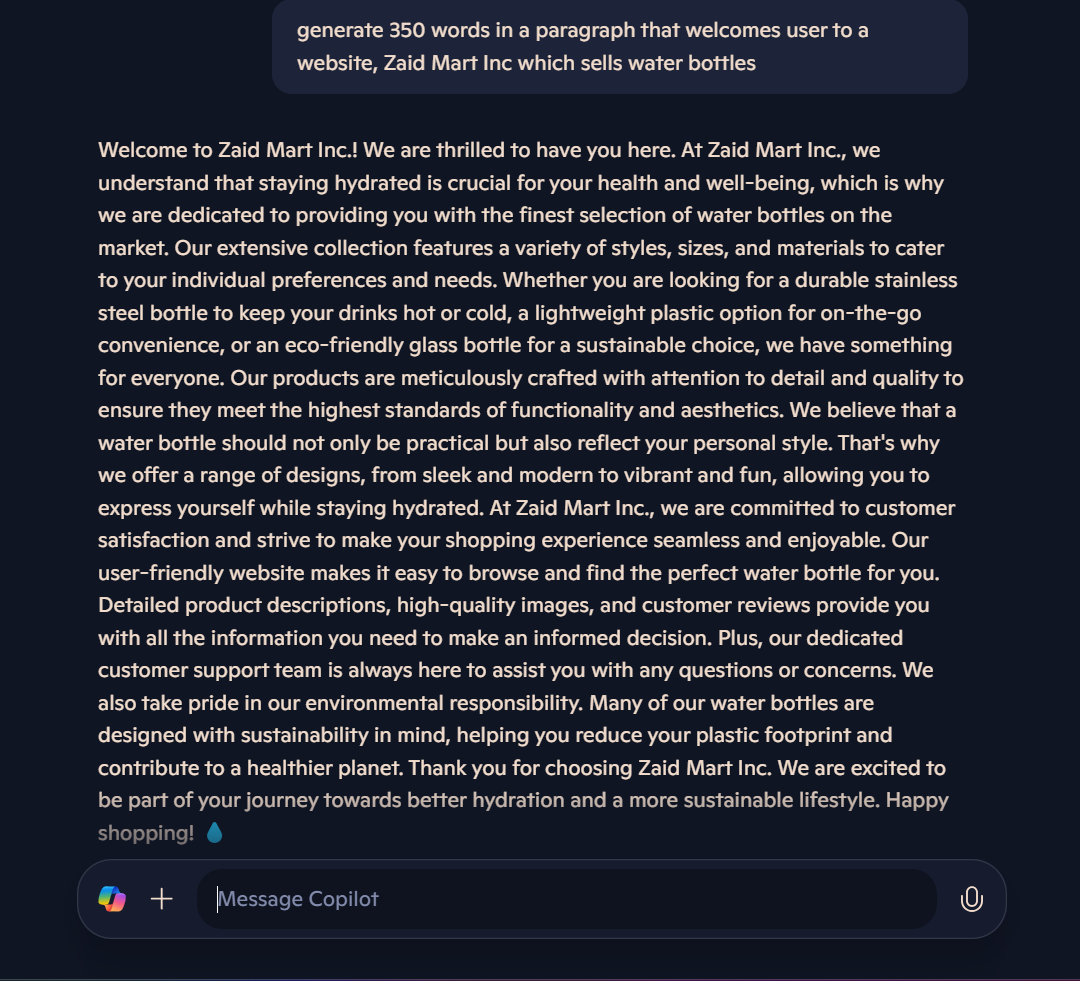 generate 350 words in a paragraph that welcomes user to a
website, Zaid Mart Inc which sells water bottles
Welcome to Zaid Mart Inc.! We are thrilled to have you here. At Zaid Mart Inc., we
understand that staying hydrated is crucial for your health and well-being, which is why
we are dedicated to providing you with the finest selection of water bottles on the
market. Our extensive collection features a variety of styles, sizes, and materials to cater
to your individual preferences and needs. Whether you are looking for a durable stainless
steel bottle to keep your drinks hot or cold, a lightweight plastic option for on-the-go
convenience, or an eco-friendly glass bottle for a sustainable choice, we have something
for everyone. Our products are meticulously crafted with attention to detail and quality to
ensure they meet the highest standards of functionality and aesthetics. We believe that a
water bottle should not only be practical but also reflect your personal style. That's why
we offer a range of designs, from sleek and modern to vibrant and fun, allowing you to
express yourself while staying hydrated. At Zaid Mart Inc., we are committed to customer
satisfaction and strive to make your shopping experience seamless and enjoyable. Our
user-friendly website makes it easy to browse and find the perfect water bottle for you.
Detailed product descriptions, high-quality images, and customer reviews provide you
with all the information you need to make an informed decision. Plus, our dedicated
customer support team is always here to assist you with any questions or concerns. We
also take pride in our environmental responsibility. Many of our water bottles are
designed with sustainability in mind, helping you reduce your plastic footprint and
contribute to a healthier planet. Thank you for choosing Zaid Mart Inc. We are excited to
be part of your journey towards better hydration and a more sustainable lifestyle. Happy
shopping! 💧
Message Copilot